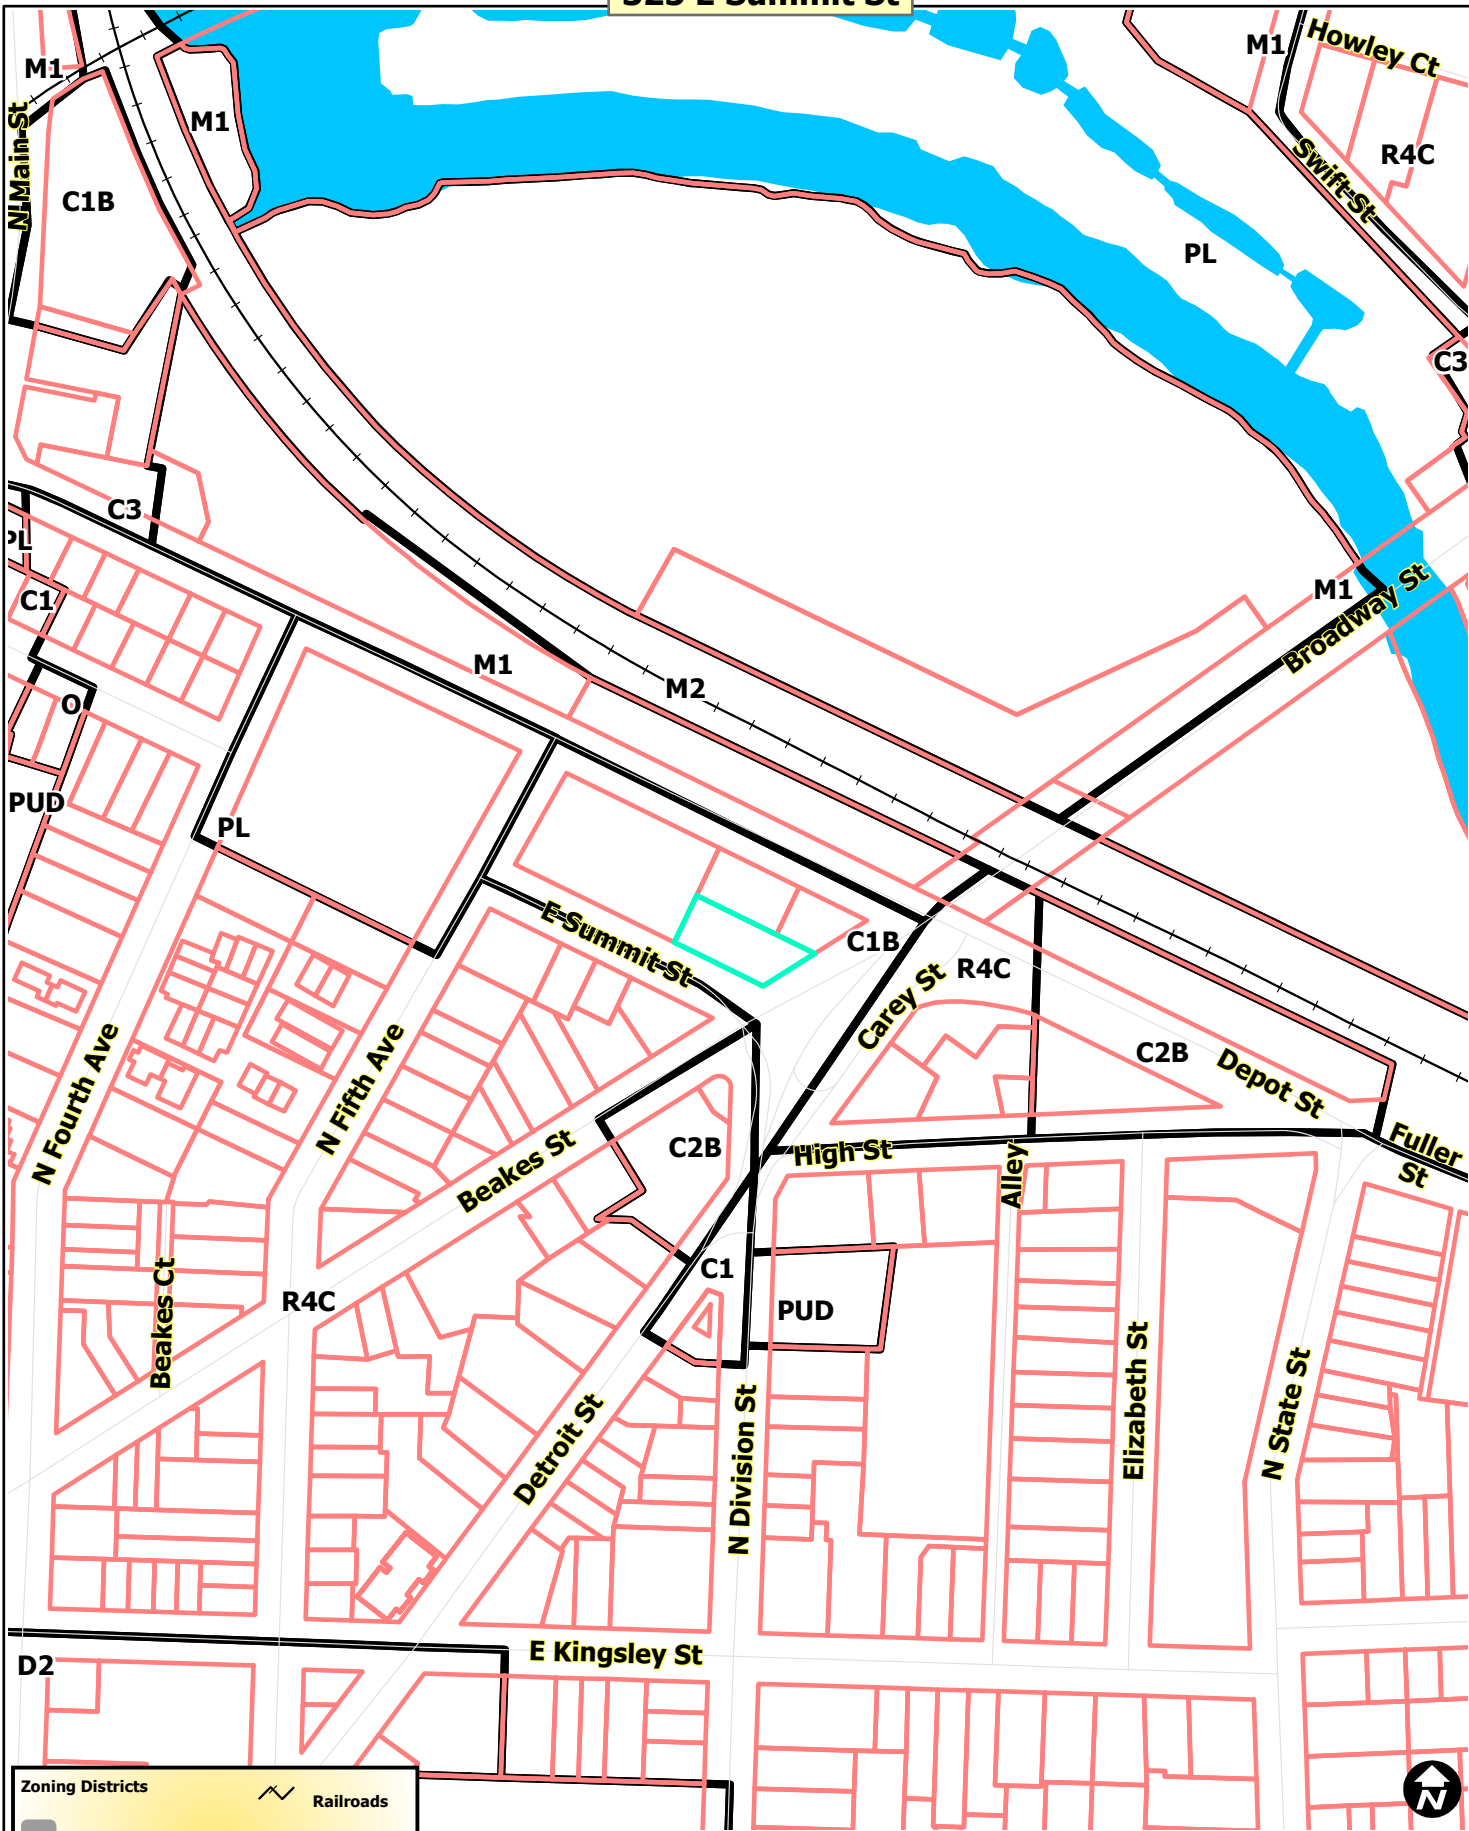 325 E Summit St
M1
Howley Ct
M1
N Main St
M1
R4C
Swift St
C1B
PL
C3
C3
PL
M1
Broadway St
C1
M1
M2
O
PUD
PL
E Summit St
C1B
Carey St
R4C
N Fourth Ave
N Fifth Ave
C2B
Depot St
Beakes St
C2B
High St
Alley
Fuller
St
Beakes Ct
C1
R4C
PUD
Elizabeth St
N State St
Detroit St
N Division St
E Kingsley St
D2
Zoning Districts
Railroads
N